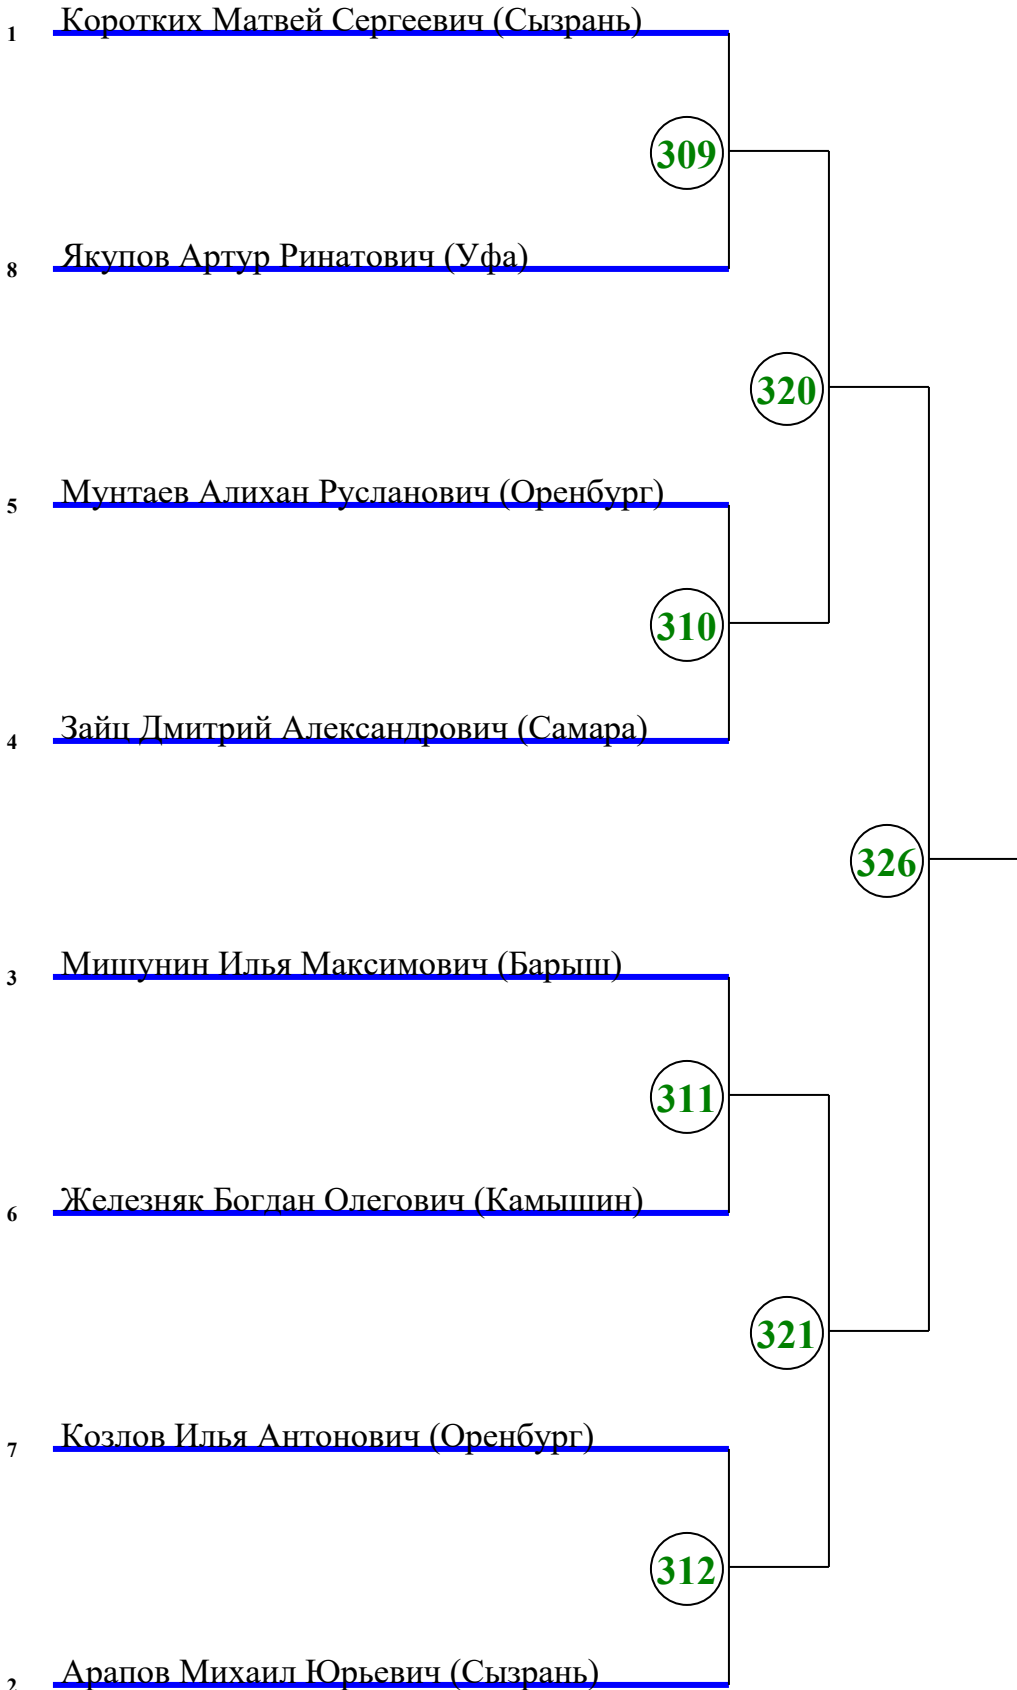 1 Коротких Матвей Сергеевич (Сызрань)
309
8 Якупов Артур Ринатович (Уфа)
320
5 Мунтаев Алихан Русланович (Оренбург)
310
4 Зайц Дмитрий Александрович (Самара)
326
3 Мишунин Илья Максимович (Барыш)
311
6 Железняк Богдан Олегович (Камышин)
321
7 Козлов Илья Антонович (Оренбург)
312
2 Арапов Михаил Юрьевич (Сызрань)